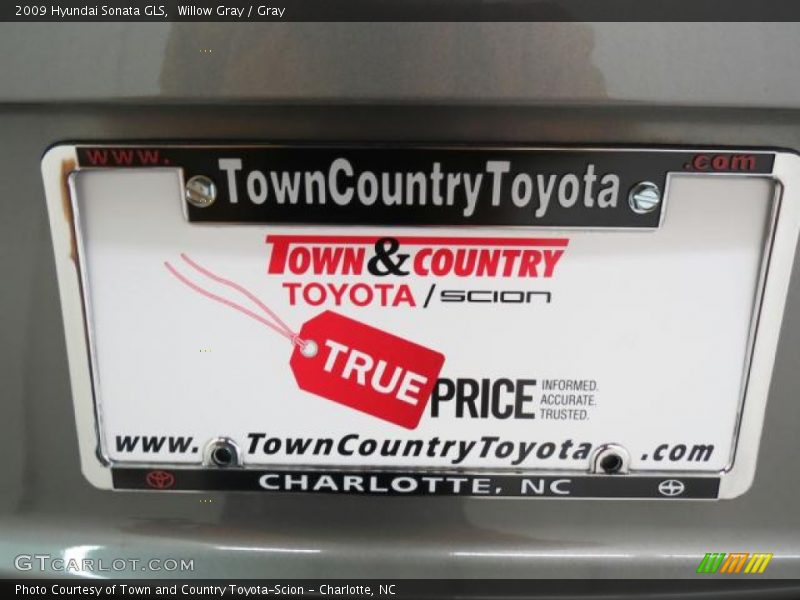 2009 Hyundai Sonata GLS,  Willow Gray / Gray
www. TownCountryToyota .com
TOWN & COUNTRY
TOYOTA / SCION
TRUE PRICE
INFORMED.
ACCURATE.
TRUSTED.
www. TownCountryToyota .com
CHARLOTTE, NC
GTCARLOT.COM
Photo Courtesy of Town and Country Toyota-Scion - Charlotte, NC